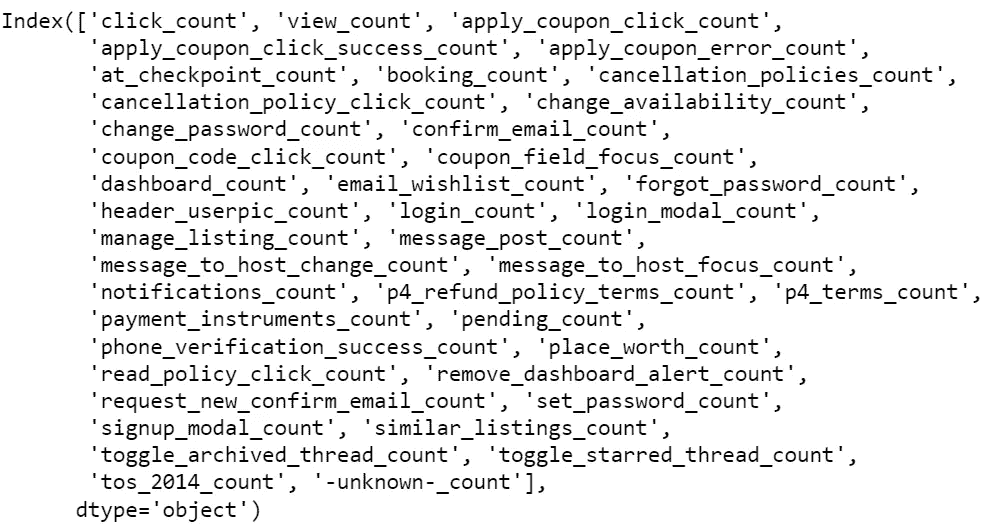 Index(['click_count', 'view_count', 'apply_coupon_click_count',
'apply_coupon_click_success_count', 'apply_coupon_error_count',
'at_checkpoint_count', 'booking_count', 'cancellation_policies_count',
'cancellation_policy_click_count', 'change_availability_count',
'change_password_count', 'confirm_email_count',
'coupon_code_click_count', 'coupon_field_focus_count',
'dashboard_count', 'email_wishlist_count', 'forgot_password_count',
'header_userpic_count', 'login_count', 'login_modal_count',
'manage_listing_count', 'message_post_count',
'message_to_host_change_count', 'message_to_host_focus_count',
'notifications_count', 'p4_refund_policy_terms_count', 'p4_terms_count',
'payment_instruments_count', 'pending_count',
'phone_verification_success_count', 'place_worth_count',
'read_policy_click_count', 'remove_dashboard_alert_count',
'request_new_confirm_email_count', 'set_password_count',
'signup_modal_count', 'similar_listings_count',
'toggle_archived_thread_count', 'toggle_starred_thread_count',
'tos_2014_count', '-unknown-_count'],
dtype='object')